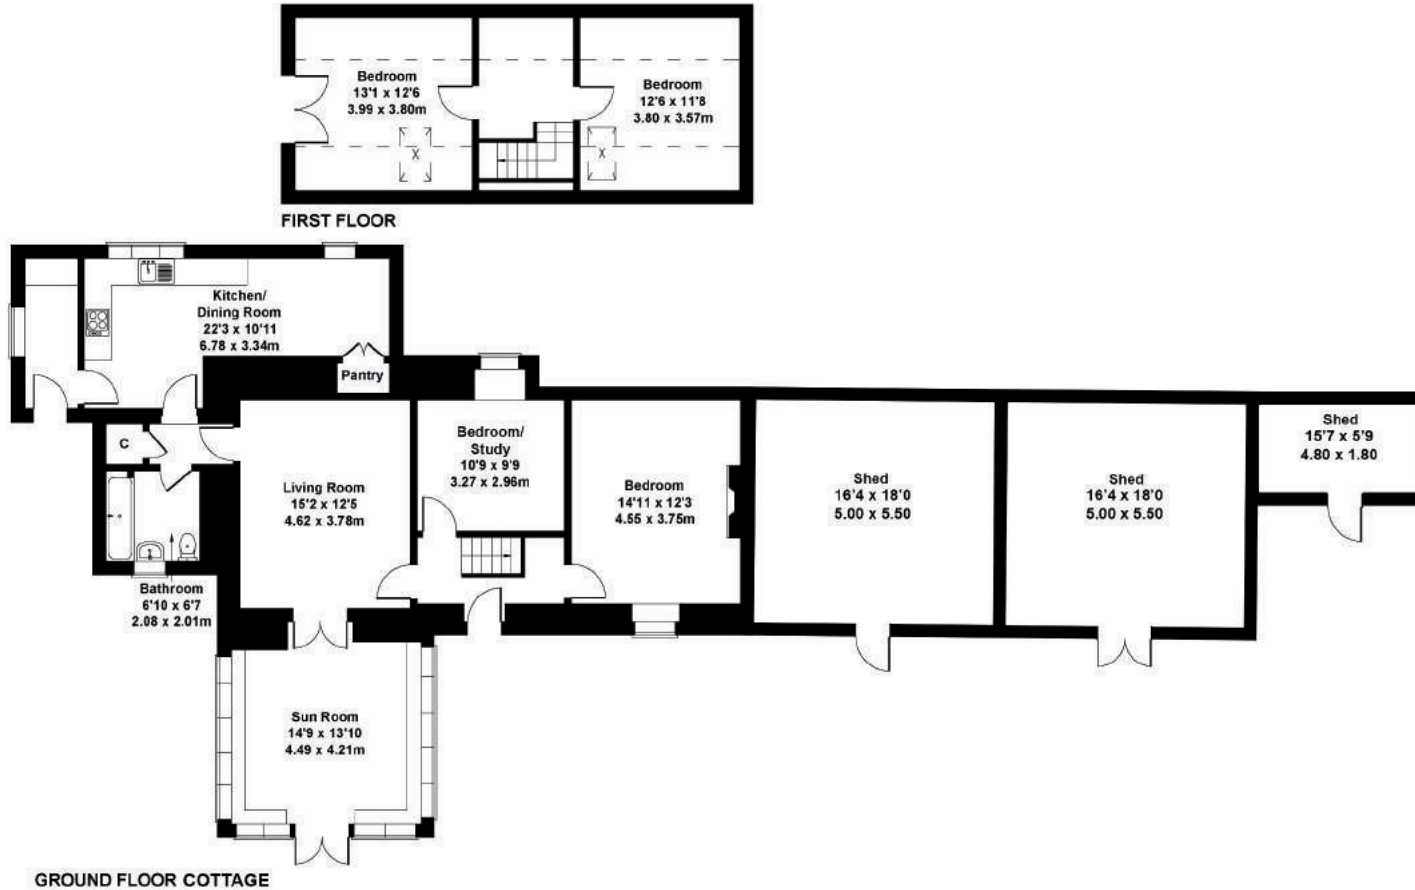 Bedroom
13'1 x 12'6
3.99 x 3.80m
Bedroom
12'6 x 11'8
3.80 x 3.57m
X
X
FIRST FLOOR
Kitchen/
Dining Room
22'3 x 10'11
6.78 x 3.34m
Pantry
C
Living Room
15'2 x 12'5
4.62 x 3.78m
Bedroom/
Study
10'9 x 9'9
3.27 x 2.96m
Bedroom
14'11 x 12'3
4.55 x 3.75m
Shed
16'4 x 18'0
5.00 x 5.50
Shed
16'4 x 18'0
5.00 x 5.50
Shed
15'7 x 5'9
4.80 x 1.80
Bathroom
6'10 x 6'7
2.08 x 2.01m
Sun Room
14'9 x 13'10
4.49 x 4.21m
GROUND FLOOR COTTAGE